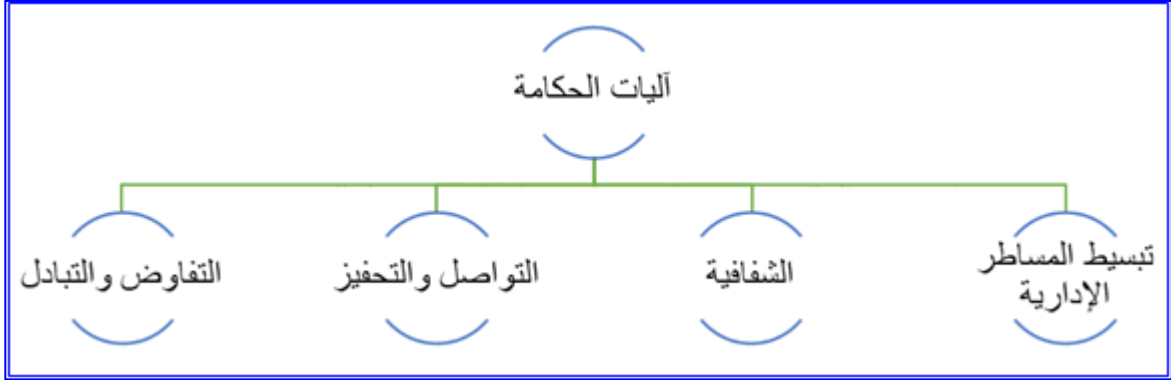 آليات الحكامة
تبسيط المساطر
الإدارية
الشفافية
التواصل والتحفيز
التفاوض والتبادل